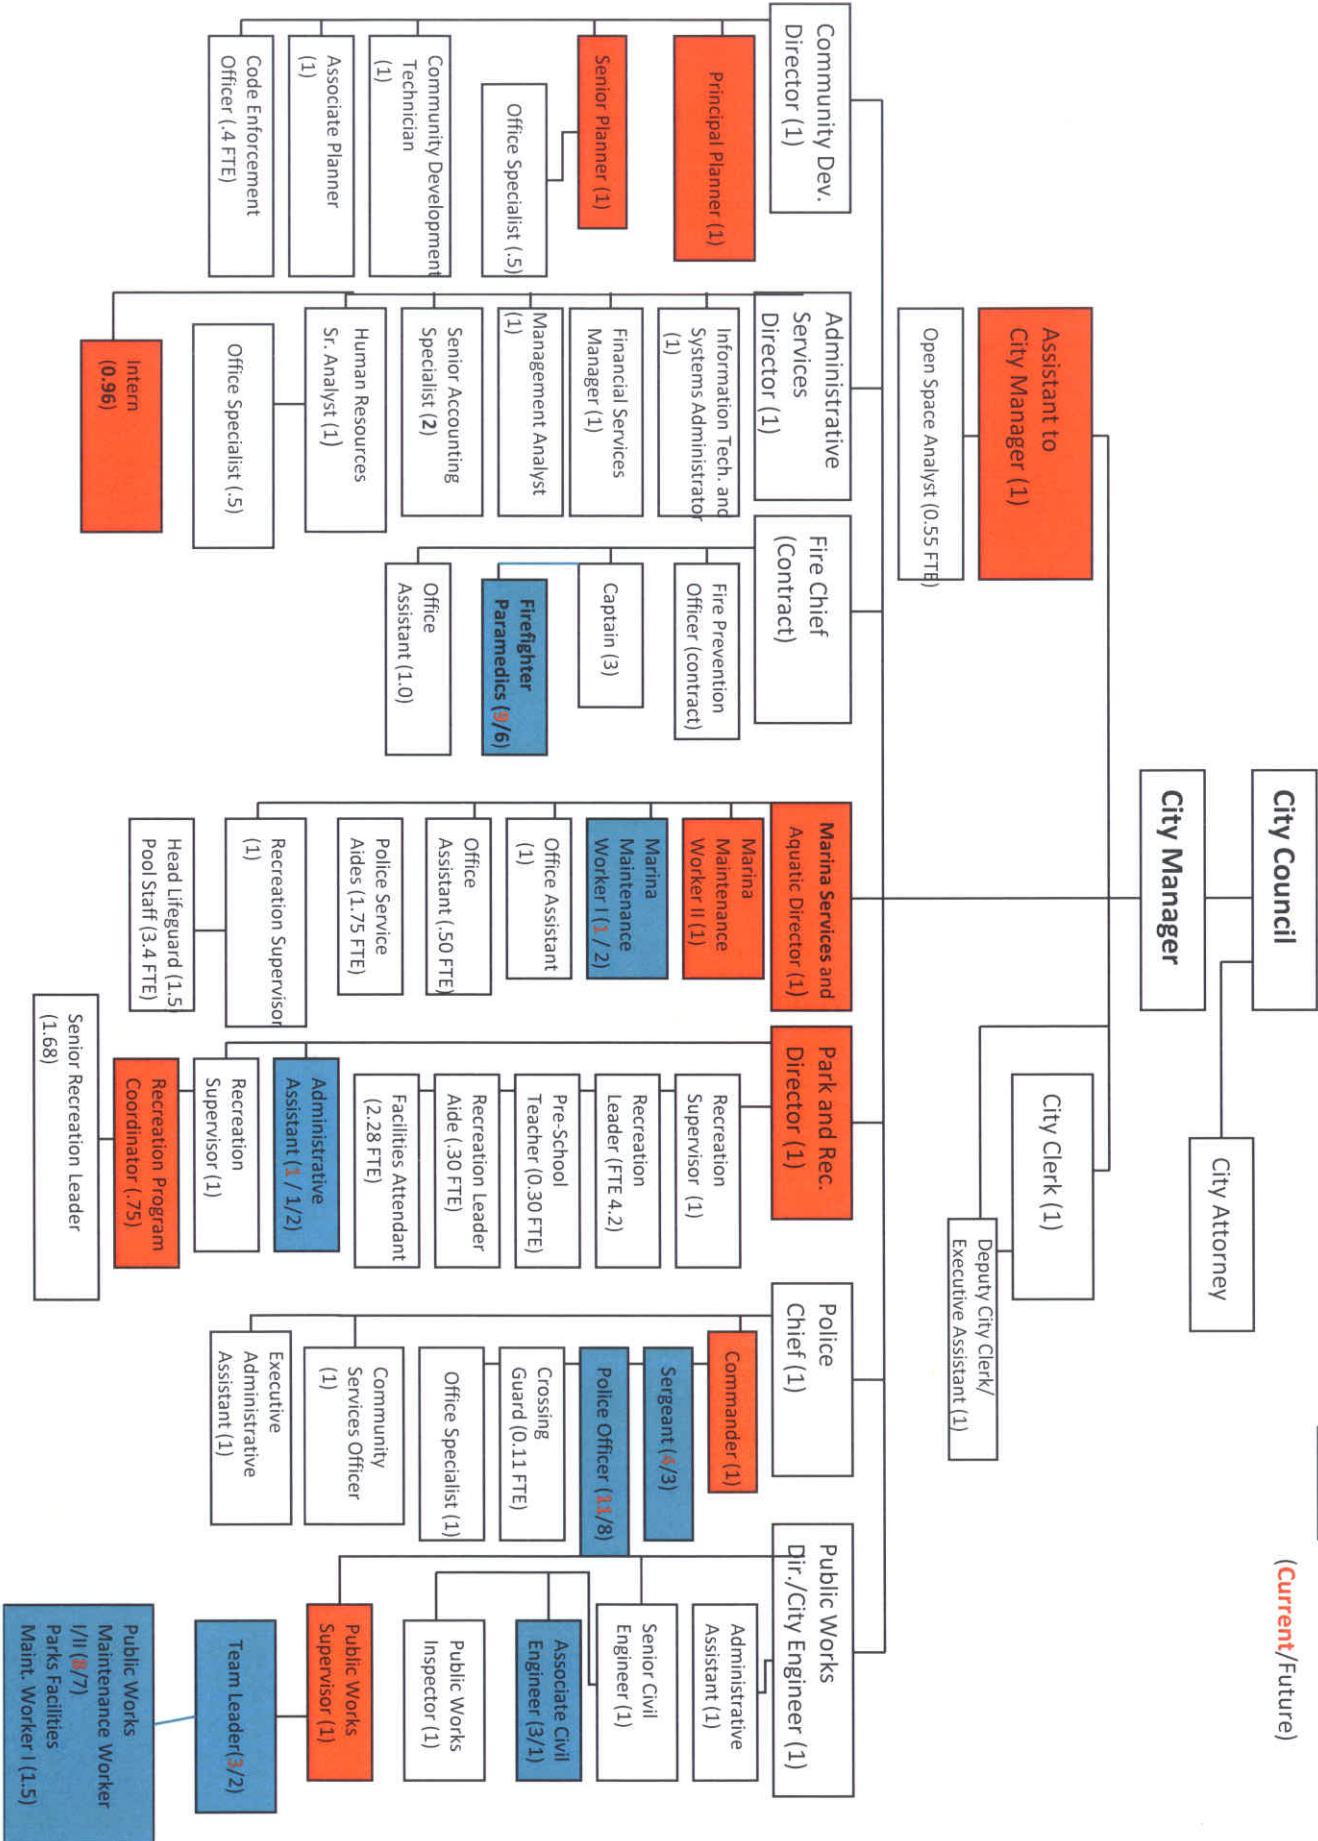 (Current/Future)
City Council
City Attorney
City Manager
Assistant to
City Manager (1)
Open Space Analyst (0.55 FTE)
City Clerk (1)
Deputy City Clerk/
Executive Assistant (1)
Community Dev.
Director (1)
Principal Planner (1)
Senior Planner (1)
Office Specialist (.5)
Community Development
Technician
(1)
Associate Planner
(1)
Code Enforcement
Officer (.4 FTE)
Administrative
Services
Director (1)
Information Tech. and
Systems Administrator
(1)
Financial Services
Manager (1)
Management Analyst
(1)
Senior Accounting
Specialist (2)
Human Resources
Sr. Analyst (1)
Office Specialist (.5)
Intern
(0.96)
Fire Chief
(Contract)
Fire Prevention
Officer (contract)
Captain (3)
Firefighter
Paramedics (9/6)
Office
Assistant (1.0)
Marina Services and
Aquatic Director (1)
Marina
Maintenance
Worker II (1)
Marina
Maintenance
Worker I (1 / 2)
Office Assistant
(1)
Office
Assistant (.50 FTE)
Police Service
Aides (1.75 FTE)
Recreation Supervisor
(1)
Head Lifeguard (1.5)
Pool Staff (3.4 FTE)
Park and Rec.
Director (1)
Recreation
Supervisor (1)
Recreation
Leader (FTE 4.2)
Pre-School
Teacher (0.30 FTE)
Recreation Leader
Aide (.30 FTE)
Facilities Attendant
(2.28 FTE)
Administrative
Assistant (1 / 1/2)
Recreation
Supervisor (1)
Recreation Program
Coordinator (.75)
Senior Recreation Leader
(1.68)
Police
Chief (1)
Commander (1)
Sergeant (4/3)
Police Officer (11/8)
Crossing
Guard (0.11 FTE)
Office Specialist (1)
Community
Services Officer
(1)
Executive
Administrative
Assistant (1)
Public Works
Dir./City Engineer (1)
Administrative
Assistant (1)
Senior Civil
Engineer (1)
Associate Civil
Engineer (3/1)
Public Works
Inspector (1)
Public Works
Supervisor (1)
Team Leader(3/2)
Public Works
Maintenance Worker
I/II (8/7)
Parks Facilities
Maint. Worker I (1.5)